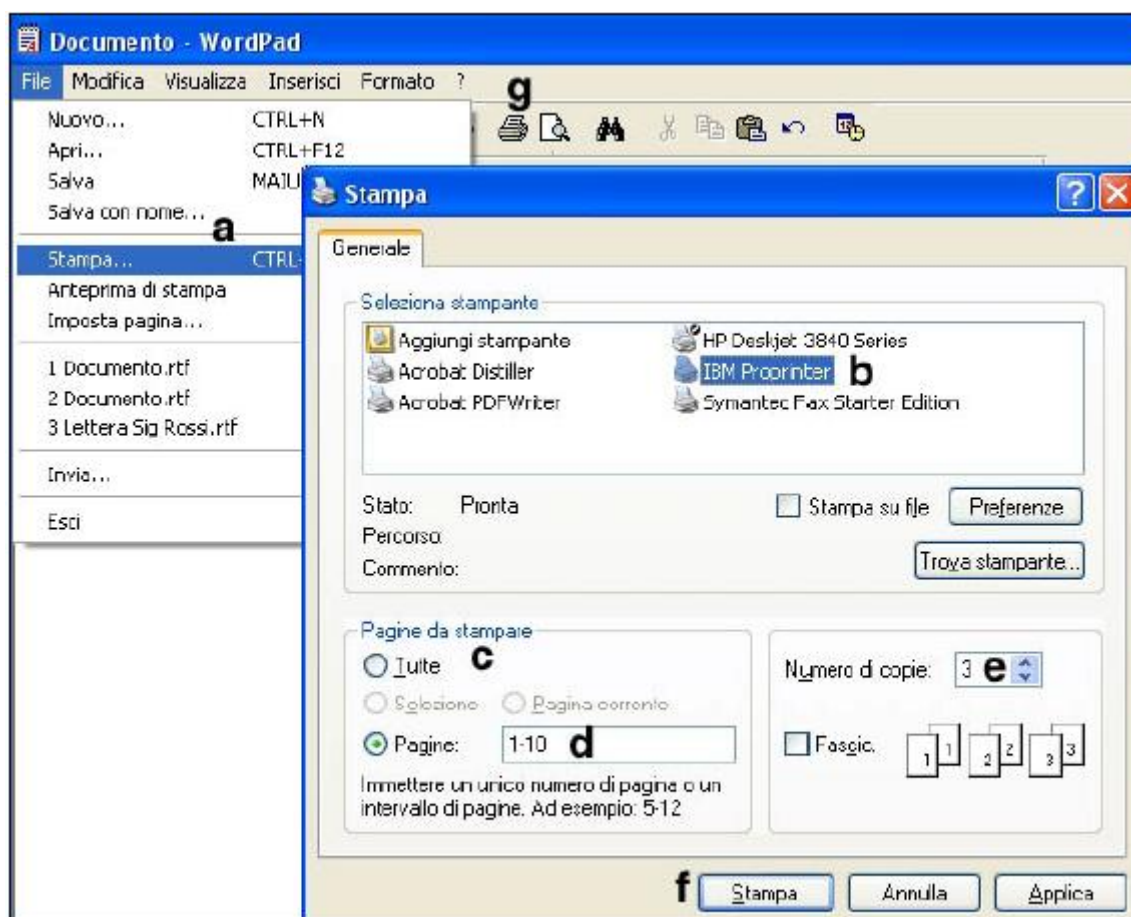 Documento - WordPad
File Modifica Visualizza Inserisci Formato ?
g
Nuovo... CTRL+N
Apri... CTRL+F12
Salva MAIU
Salva con nome...
a
Stampa... CTRL+
Anteprima di stampa
Imposta pagina...
1 Documento.rtf
2 Documento.rtf
3 Lettera Sig Rossi.rtf
Invia...
Esci
Stampa
Generale
Seleziona stampante
Aggiungi stampante HP Deskjet 3840 Series
Acrobat Distiller IBM Proprinter b
Acrobat PDFWriter Symantec Fax Starter Edition
Stato: Pronta Stampa su file Preferenze
Percorso:
Trova stampante...
Commento:
Pagine da stampare
Tutte c
Numero di copie: 3 e
Selezione Pagina corrente
Pagine: 1-10 d
Fascic. 1 1 2 2 3 3
Immettere un unico numero di pagina o un
intervallo di pagine. Ad esempio: 5-12
f Stampa Annulla Applica